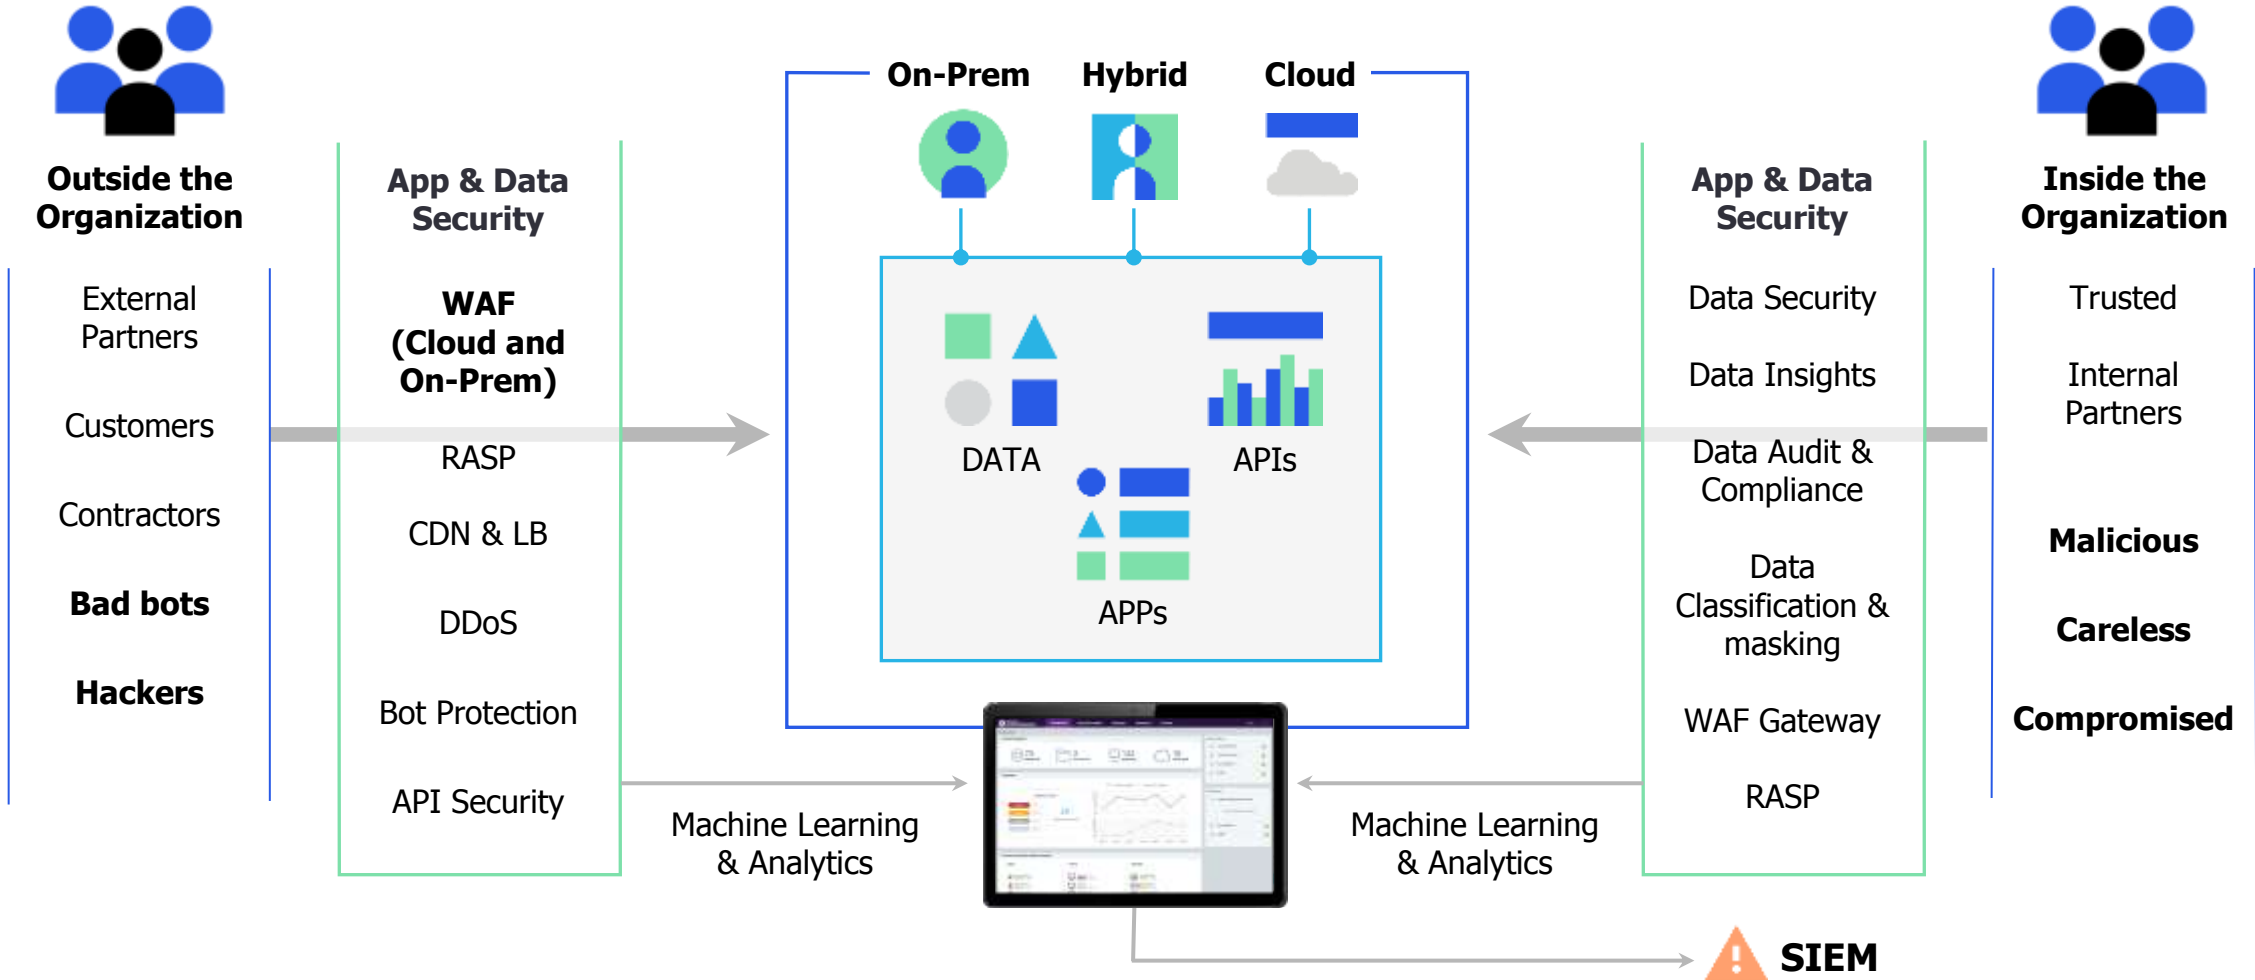 On-Prem
Hybrid
Cloud
Outside the
Organization
External
Partners
Customers
Contractors
Bad bots
Hackers
App & Data
Security
WAF
(Cloud and
On-Prem)
RASP
CDN & LB
DDoS
Bot Protection
API Security
DATA
APIs
APPs
Machine Learning
& Analytics
Machine Learning
& Analytics
App & Data
Security
Data Security
Data Insights
Data Audit &
Compliance
Data
Classification &
masking
WAF Gateway
RASP
Inside the
Organization
Trusted
Internal
Partners
Malicious
Careless
Compromised
SIEM